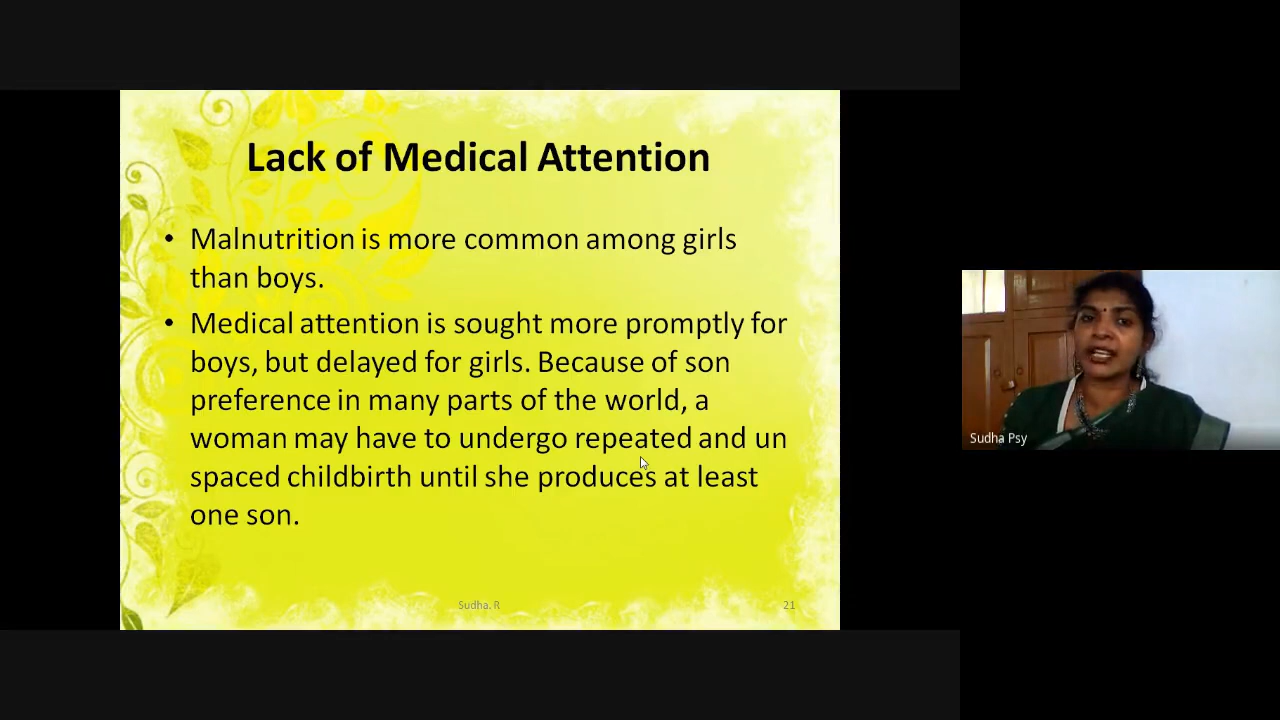 Lack of Medical Attention
• Malnutrition is more common among girls
than boys.
• Medical attention is sought more promptly for
boys, but delayed for girls. Because of son
preference in many parts of the world, a
woman may have to undergo repeated and un
spaced childbirth until she produces at least
one son.
Sudha. R
21
Sudha Psy